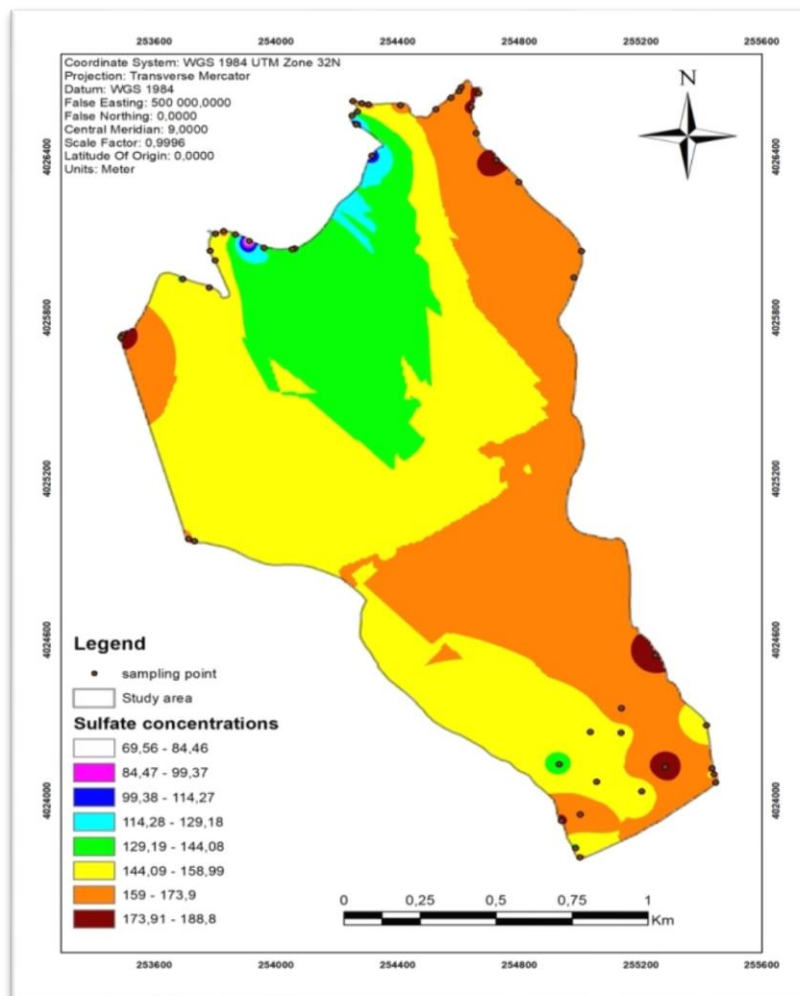 253600 254000 254400 254800 255200 255600
Coordinate System: WGS 1984 UTM Zone 32N
Projection: Transverse Mercator
Datum: WGS 1984
False Easting: 500 000,0000
False Northing: 0,0000
Central Meridian: 9,0000
Scale Factor: 0,9996
Latitude Of Origin: 0,0000
Units: Meter
N
4026400 4026400
4025800 4025800
4025200 4025200
4024600 4024600
4024000 4024000
Legend
sampling point
Study area
Sulfate concentrations
69,56 - 84,46
84,47 - 99,37
99,38 - 114,27
114,28 - 129,18
129,19 - 144,08
144,09 - 158,99
159 - 173,9
173,91 - 188,8
0 0,25 0,5 0,75 1
Km
253600 254000 254400 254800 255200 255600